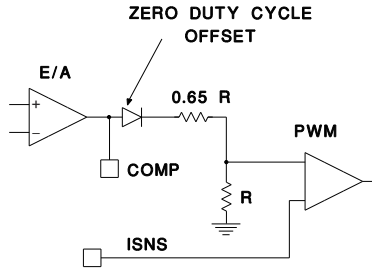 ZERO DUTY CYCLE
OFFSET
E/A
0.65 R
PWM
+
−
COMP
R
ISNS